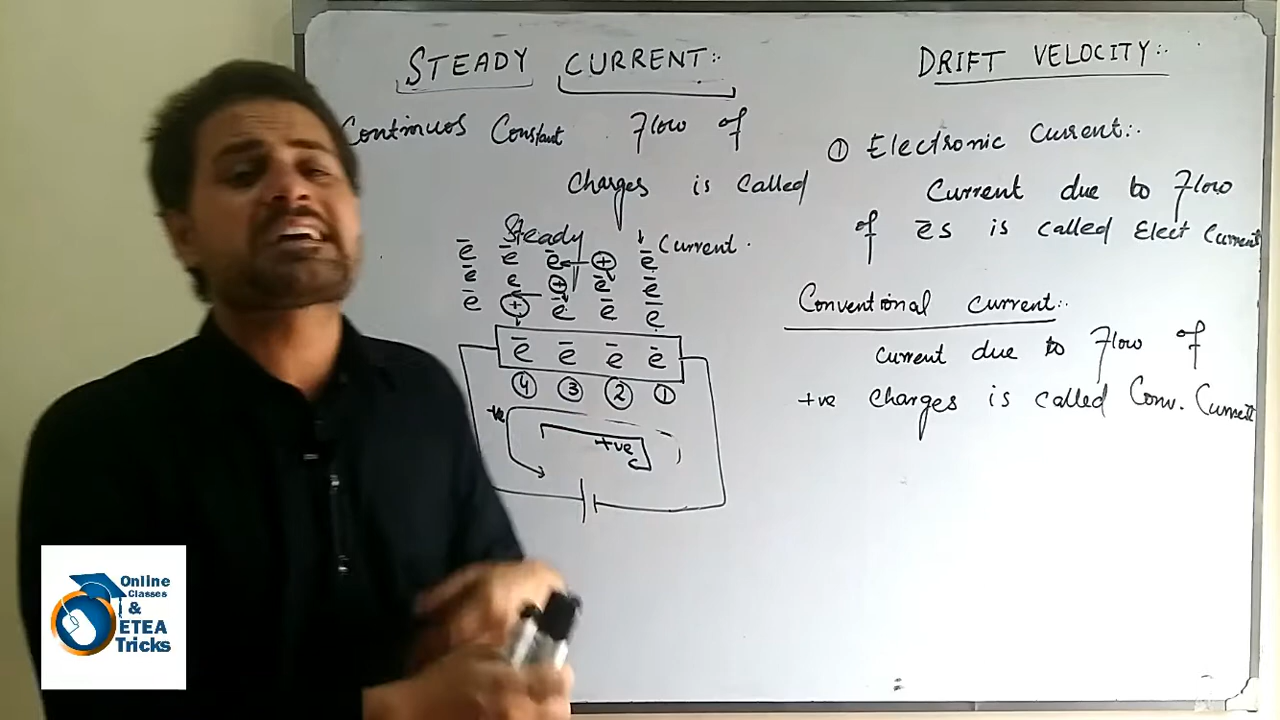 STEADY CURRENT:-
Continuos Constant Flow of
Charges is Called
Steady Current.
e̅ e̅ e̅ + e̅
e̅ e + e̅ e̅
e̅ + e̅ e̅ e̅
e̅ e̅ e̅ e̅
④ ③ ② ①
+ve
+ve
DRIFT VELOCITY:-
① Electronic Current:-
Current due to Flow
of e̅s is called Elect Current
Conventional current:-
current due to Flow of
+ve charges is called Conv. Current
Online
Classes
&
ETEA
Tricks